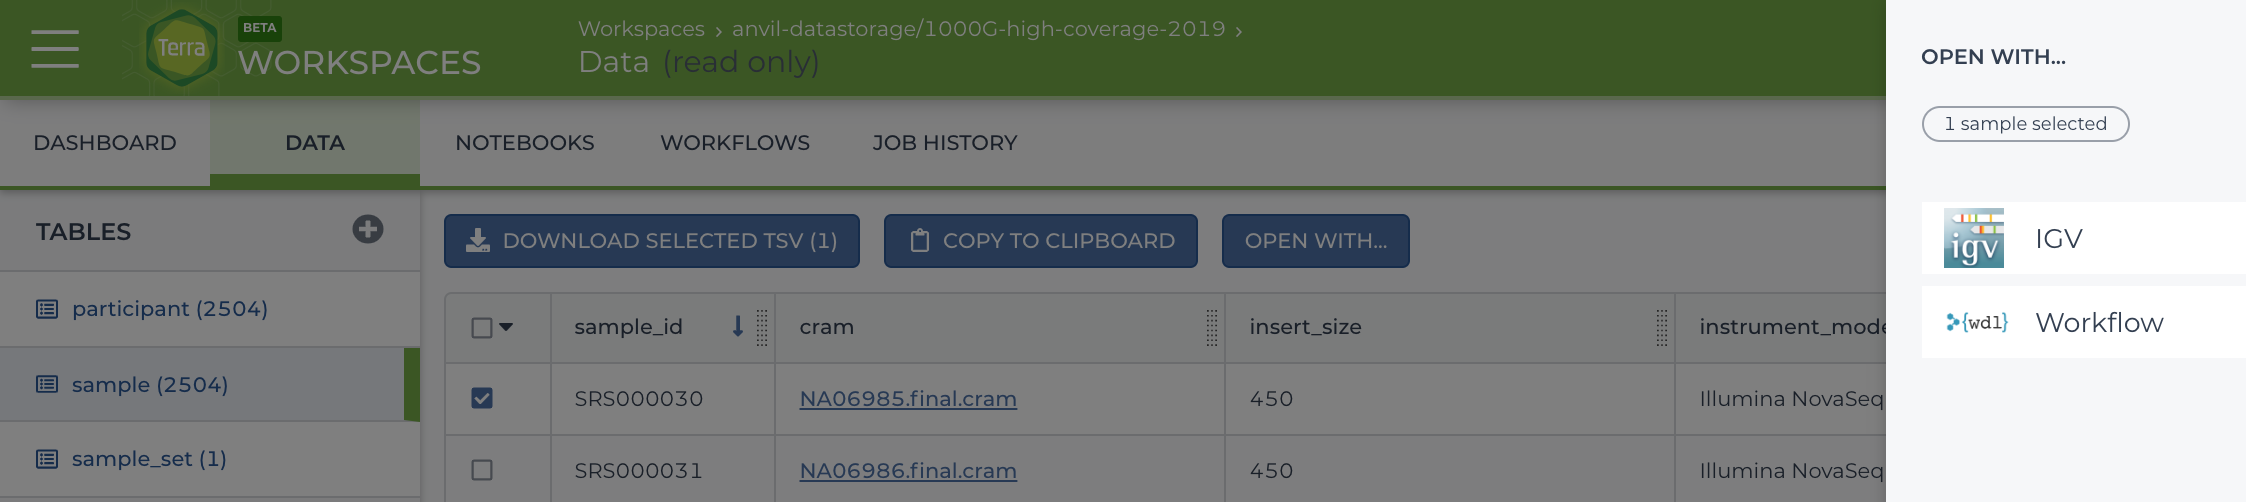 Terra
BETA
WORKSPACES
Workspaces › anvil-datastorage/1000G-high-coverage-2019 ›
Data (read only)
DASHBOARD
DATA
NOTEBOOKS
WORKFLOWS
JOB HISTORY
TABLES
participant (2504)
sample (2504)
sample_set (1)
DOWNLOAD SELECTED TSV (1)
COPY TO CLIPBOARD
OPEN WITH...
sample_id cram insert_size instrument_mode
SRS000030 NA06985.final.cram 450 Illumina NovaSeq
SRS000031 NA06986.final.cram 450 Illumina NovaSeq
OPEN WITH...
1 sample selected
igv IGV
{wdl} Workflow